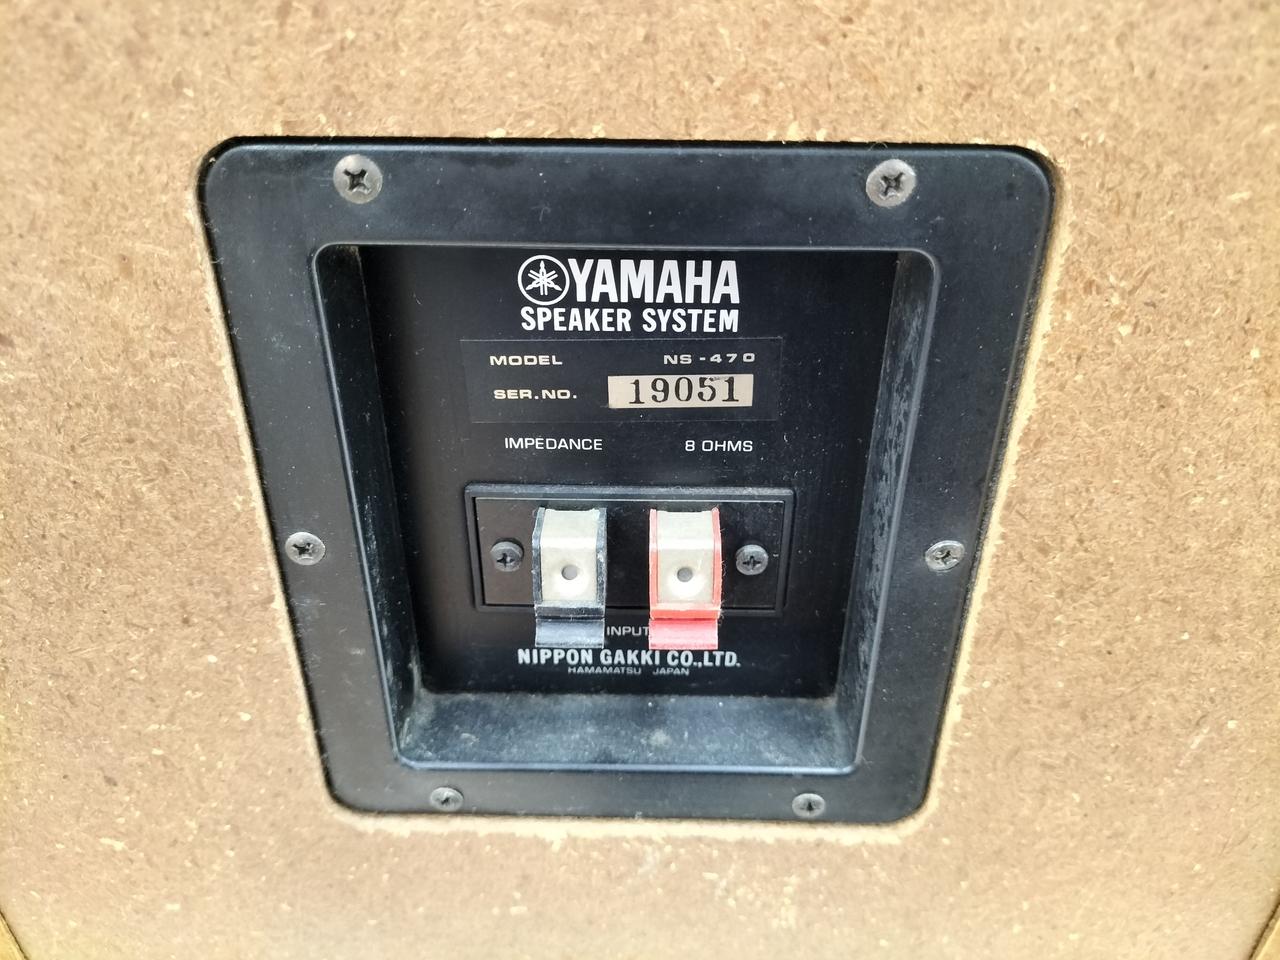 YAMAHA
SPEAKER SYSTEM
MODEL NS-470
SER.NO. 19051
IMPEDANCE 8 OHMS
INPUT
NIPPON GAKKI CO.,LTD.
HAMAMATSU JAPAN